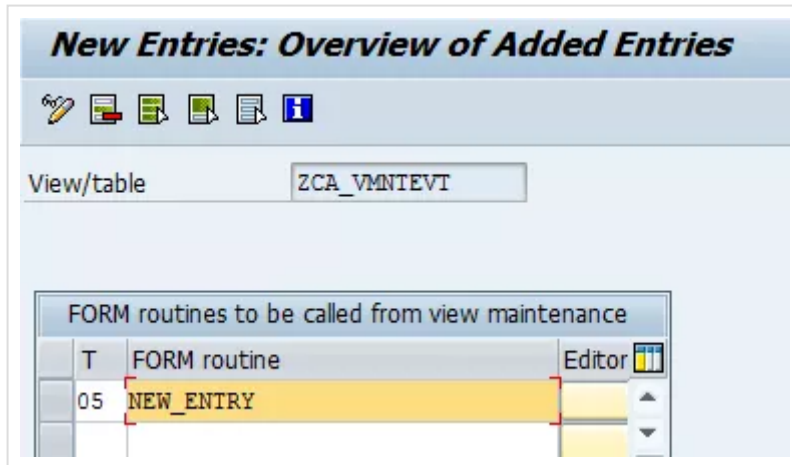 New Entries: Overview of Added Entries
View/table ZCA_VMNTEVT
FORM routines to be called from view maintenance
T FORM routine Editor
05 NEW_ENTRY